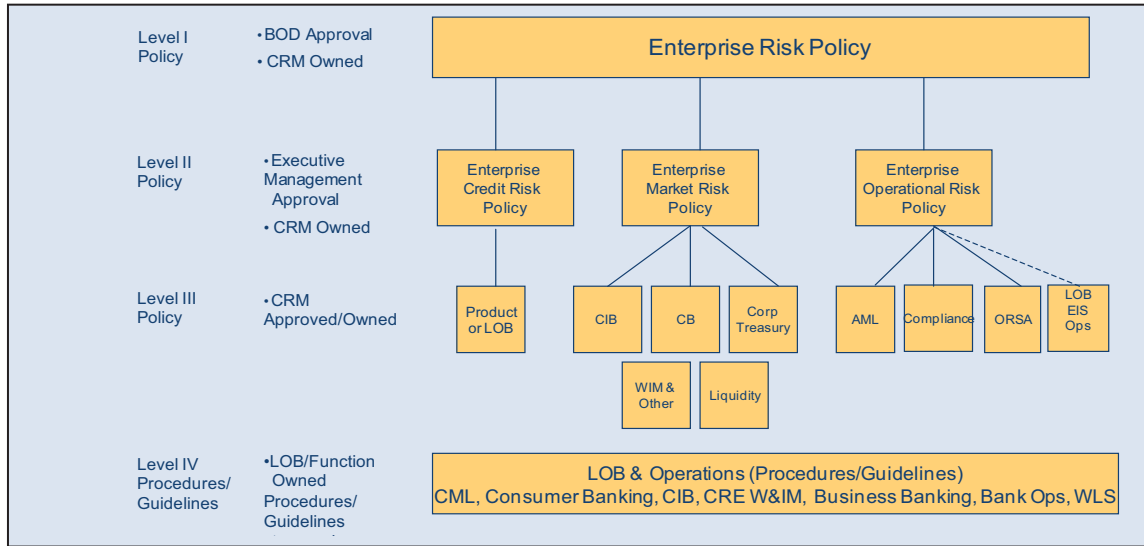 Level I
Policy
•BOD Approval
• CRM Owned
Enterprise Risk Policy
Level II
Policy
•Executive
Management
Approval
• CRM Owned
Enterprise
Credit Risk
Policy
Enterprise
Market Risk
Policy
Enterprise
Operational Risk
Policy
Level III
Policy
•CRM
Approved/Owned
Product
or LOB
CIB
CB
Corp
Treasury
AML
Compliance
ORSA
LOB
EIS
Ops
WIM &
Other
Liquidity
Level IV
Procedures/
Guidelines
•LOB/Function
Owned
Procedures/
Guidelines
LOB & Operations (Procedures/Guidelines)
CML, Consumer Banking, CIB, CRE W&IM, Business Banking, Bank Ops, WLS